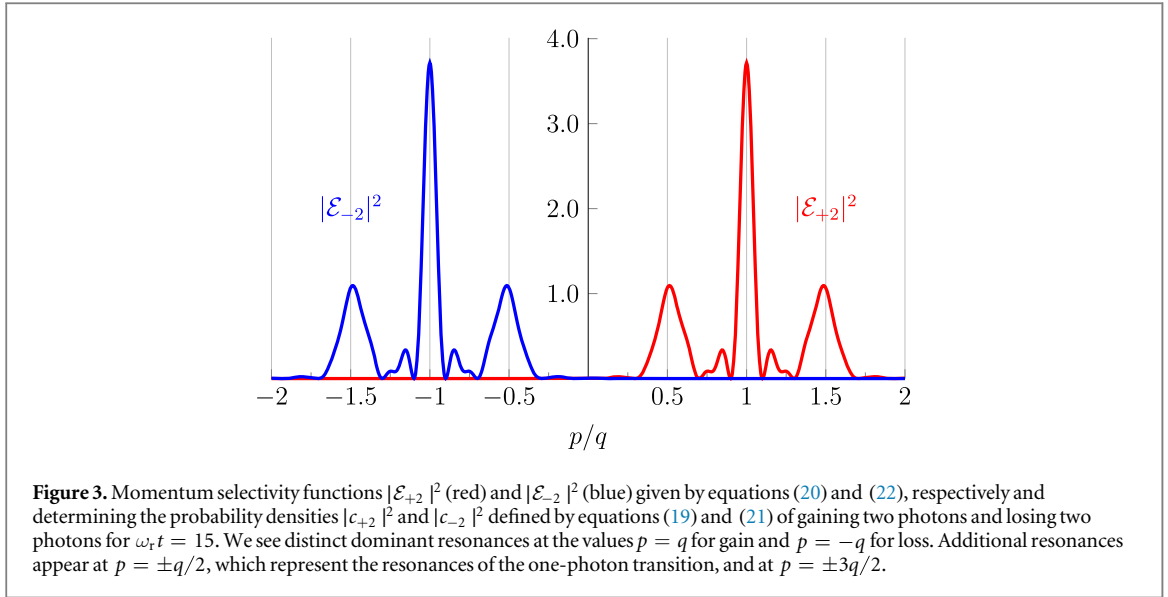 4.0
3.0
2.0
1.0
|ℰ₋₂|²
|ℰ₊₂|²
−2 −1.5 −1 −0.5 0.5 1 1.5 2
p/q
Figure 3. Momentum selectivity functions |ℰ₊₂ |² (red) and |ℰ₋₂ |² (blue) given by equations (20) and (22), respectively and
determining the probability densities |c₊₂ |² and |c₋₂ |² defined by equations (19) and (21) of gaining two photons and losing two
photons for ωᵣt = 15. We see distinct dominant resonances at the values p = q for gain and p = −q for loss. Additional resonances
appear at p = ±q/2, which represent the resonances of the one-photon transition, and at p = ±3q/2.